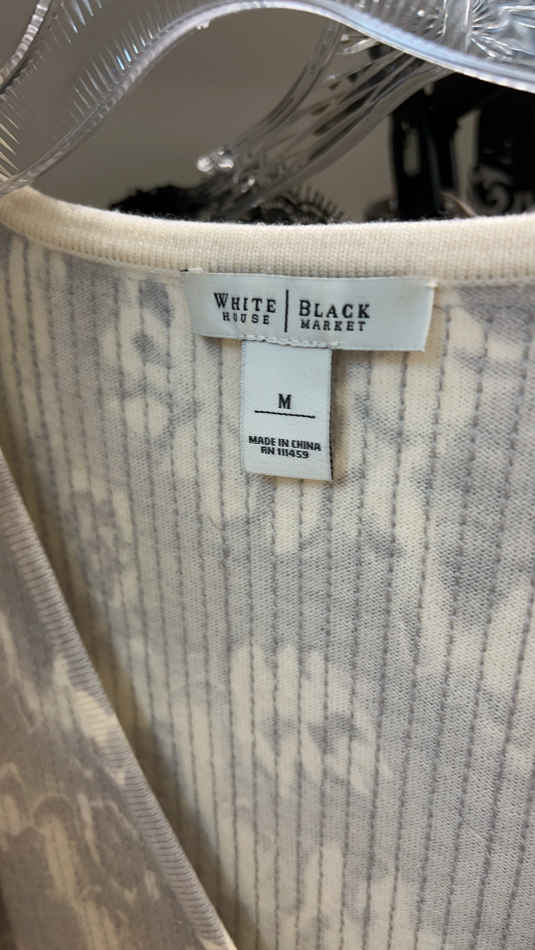 WHITE | BLACK
HOUSE | MARKET
M
MADE IN CHINA
RN 111459